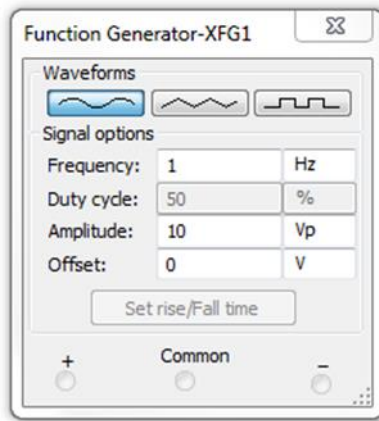 Function Generator-XFG1
Waveforms
Signal options
Frequency: 1 Hz
Duty cycle: 50 %
Amplitude: 10 Vp
Offset: 0 V
Set rise/Fall time
+ Common −